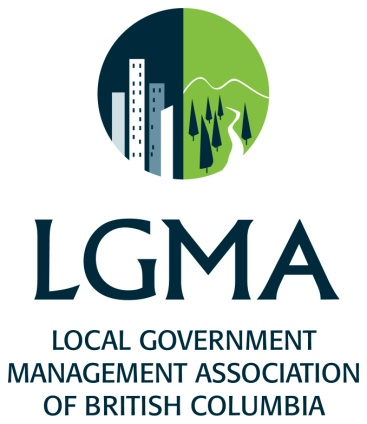 LGMA
LOCAL GOVERNMENT
MANAGEMENT ASSOCIATION
OF BRITISH COLUMBIA